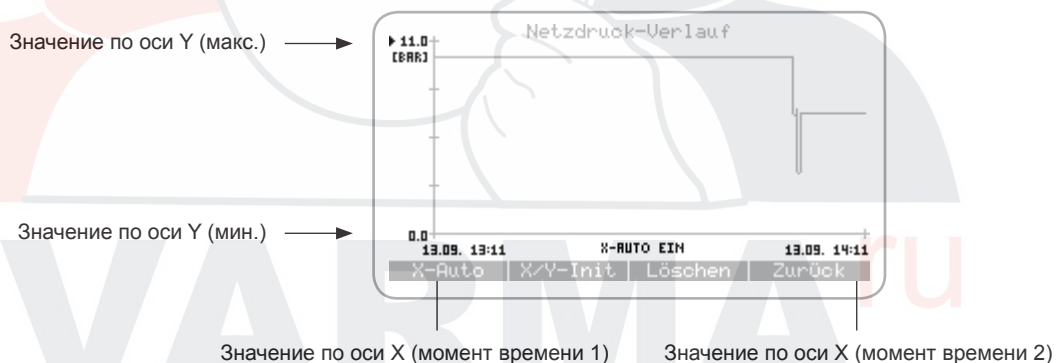 Netzdruck-Verlauf
Значение по оси Y (макс.)
11.0
[BAR]
Значение по оси Y (мин.)
0.0
13.09. 13:11 X-AUTO EIN 13.09. 14:11
X-Auto X/Y-Init Löschen Zurück
VARMA
ru
Значение по оси X (момент времени 1) Значение по оси X (момент времени 2)